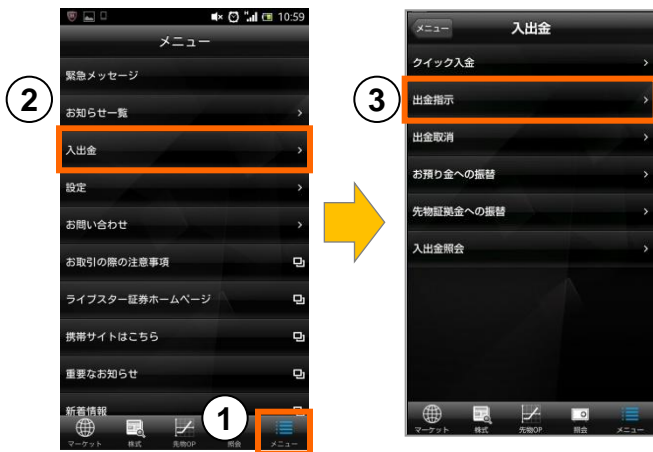 10:59
メニュー
緊急メッセージ
お知らせ一覧
②
入出金
設定
お問い合わせ
お取引の際の注意事項
ライブスター証券ホームページ
携帯サイトはこちら
重要なお知らせ
新着情報
①
マーケット 株式 先物OP 照会 メニュー
メニュー 入出金
クイック入金
③
出金指示
出金取消
お預り金への振替
先物証拠金への振替
入出金照会
マーケット 株式 先物OP 照会 メニュー